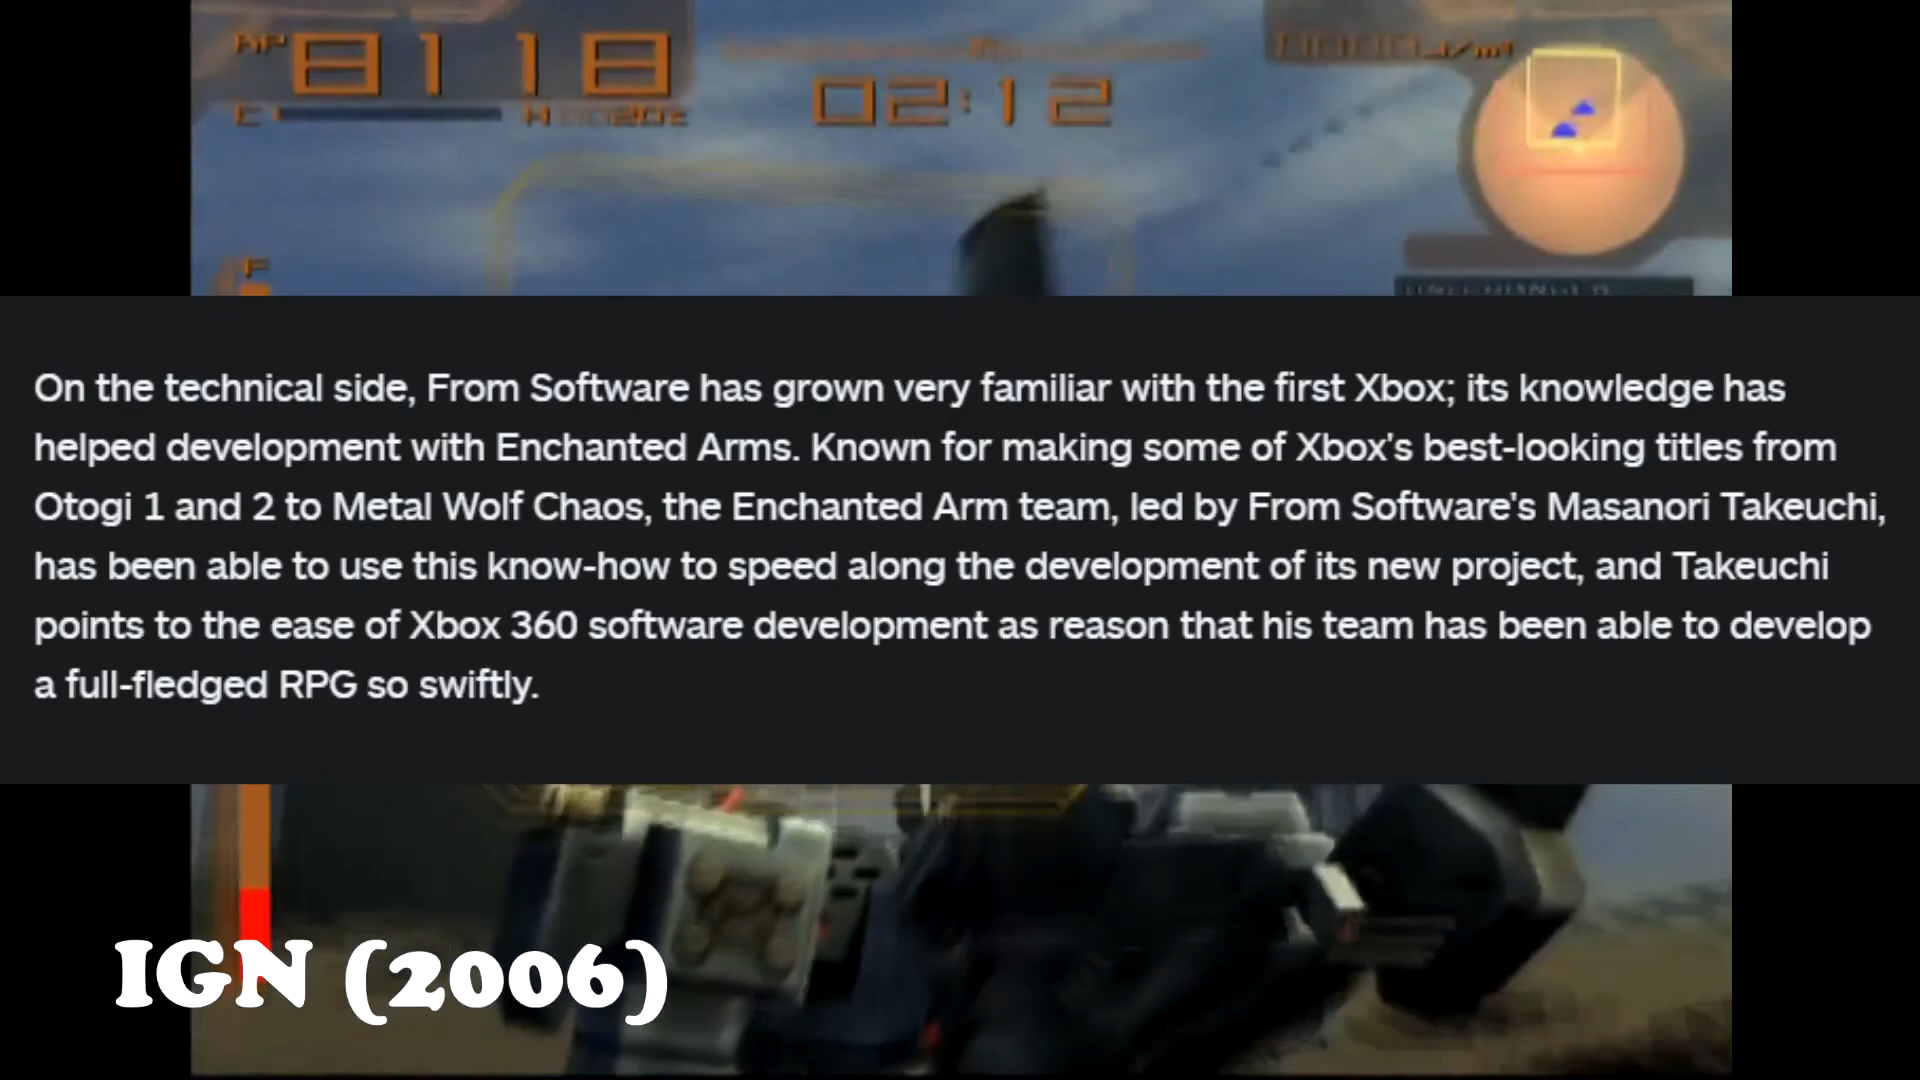 AP 8118
02:12
F
On the technical side, From Software has grown very familiar with the first Xbox; its knowledge has
helped development with Enchanted Arms. Known for making some of Xbox's best-looking titles from
Otogi 1 and 2 to Metal Wolf Chaos, the Enchanted Arm team, led by From Software's Masanori Takeuchi,
has been able to use this know-how to speed along the development of its new project, and Takeuchi
points to the ease of Xbox 360 software development as reason that his team has been able to develop
a full-fledged RPG so swiftly.
IGN (2006)